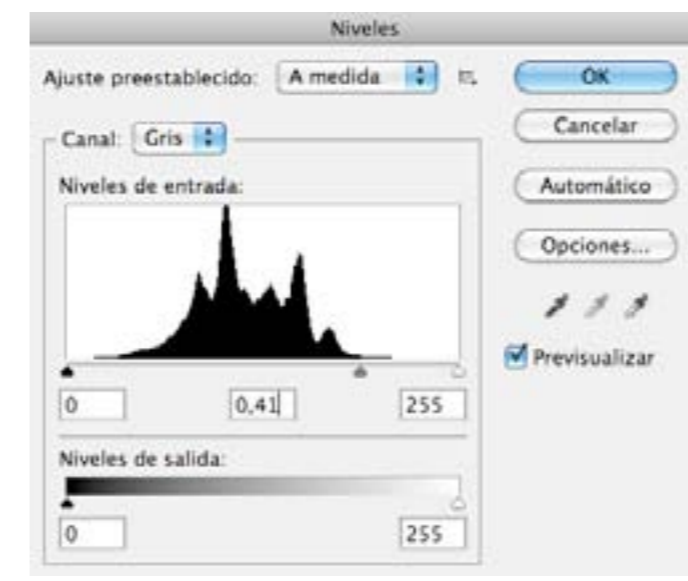 Niveles
Ajuste preestablecido: A medida
OK
Canal: Gris
Cancelar
Niveles de entrada:
Automático
Opciones...
Previsualizar
0 0,41 255
Niveles de salida:
0 255